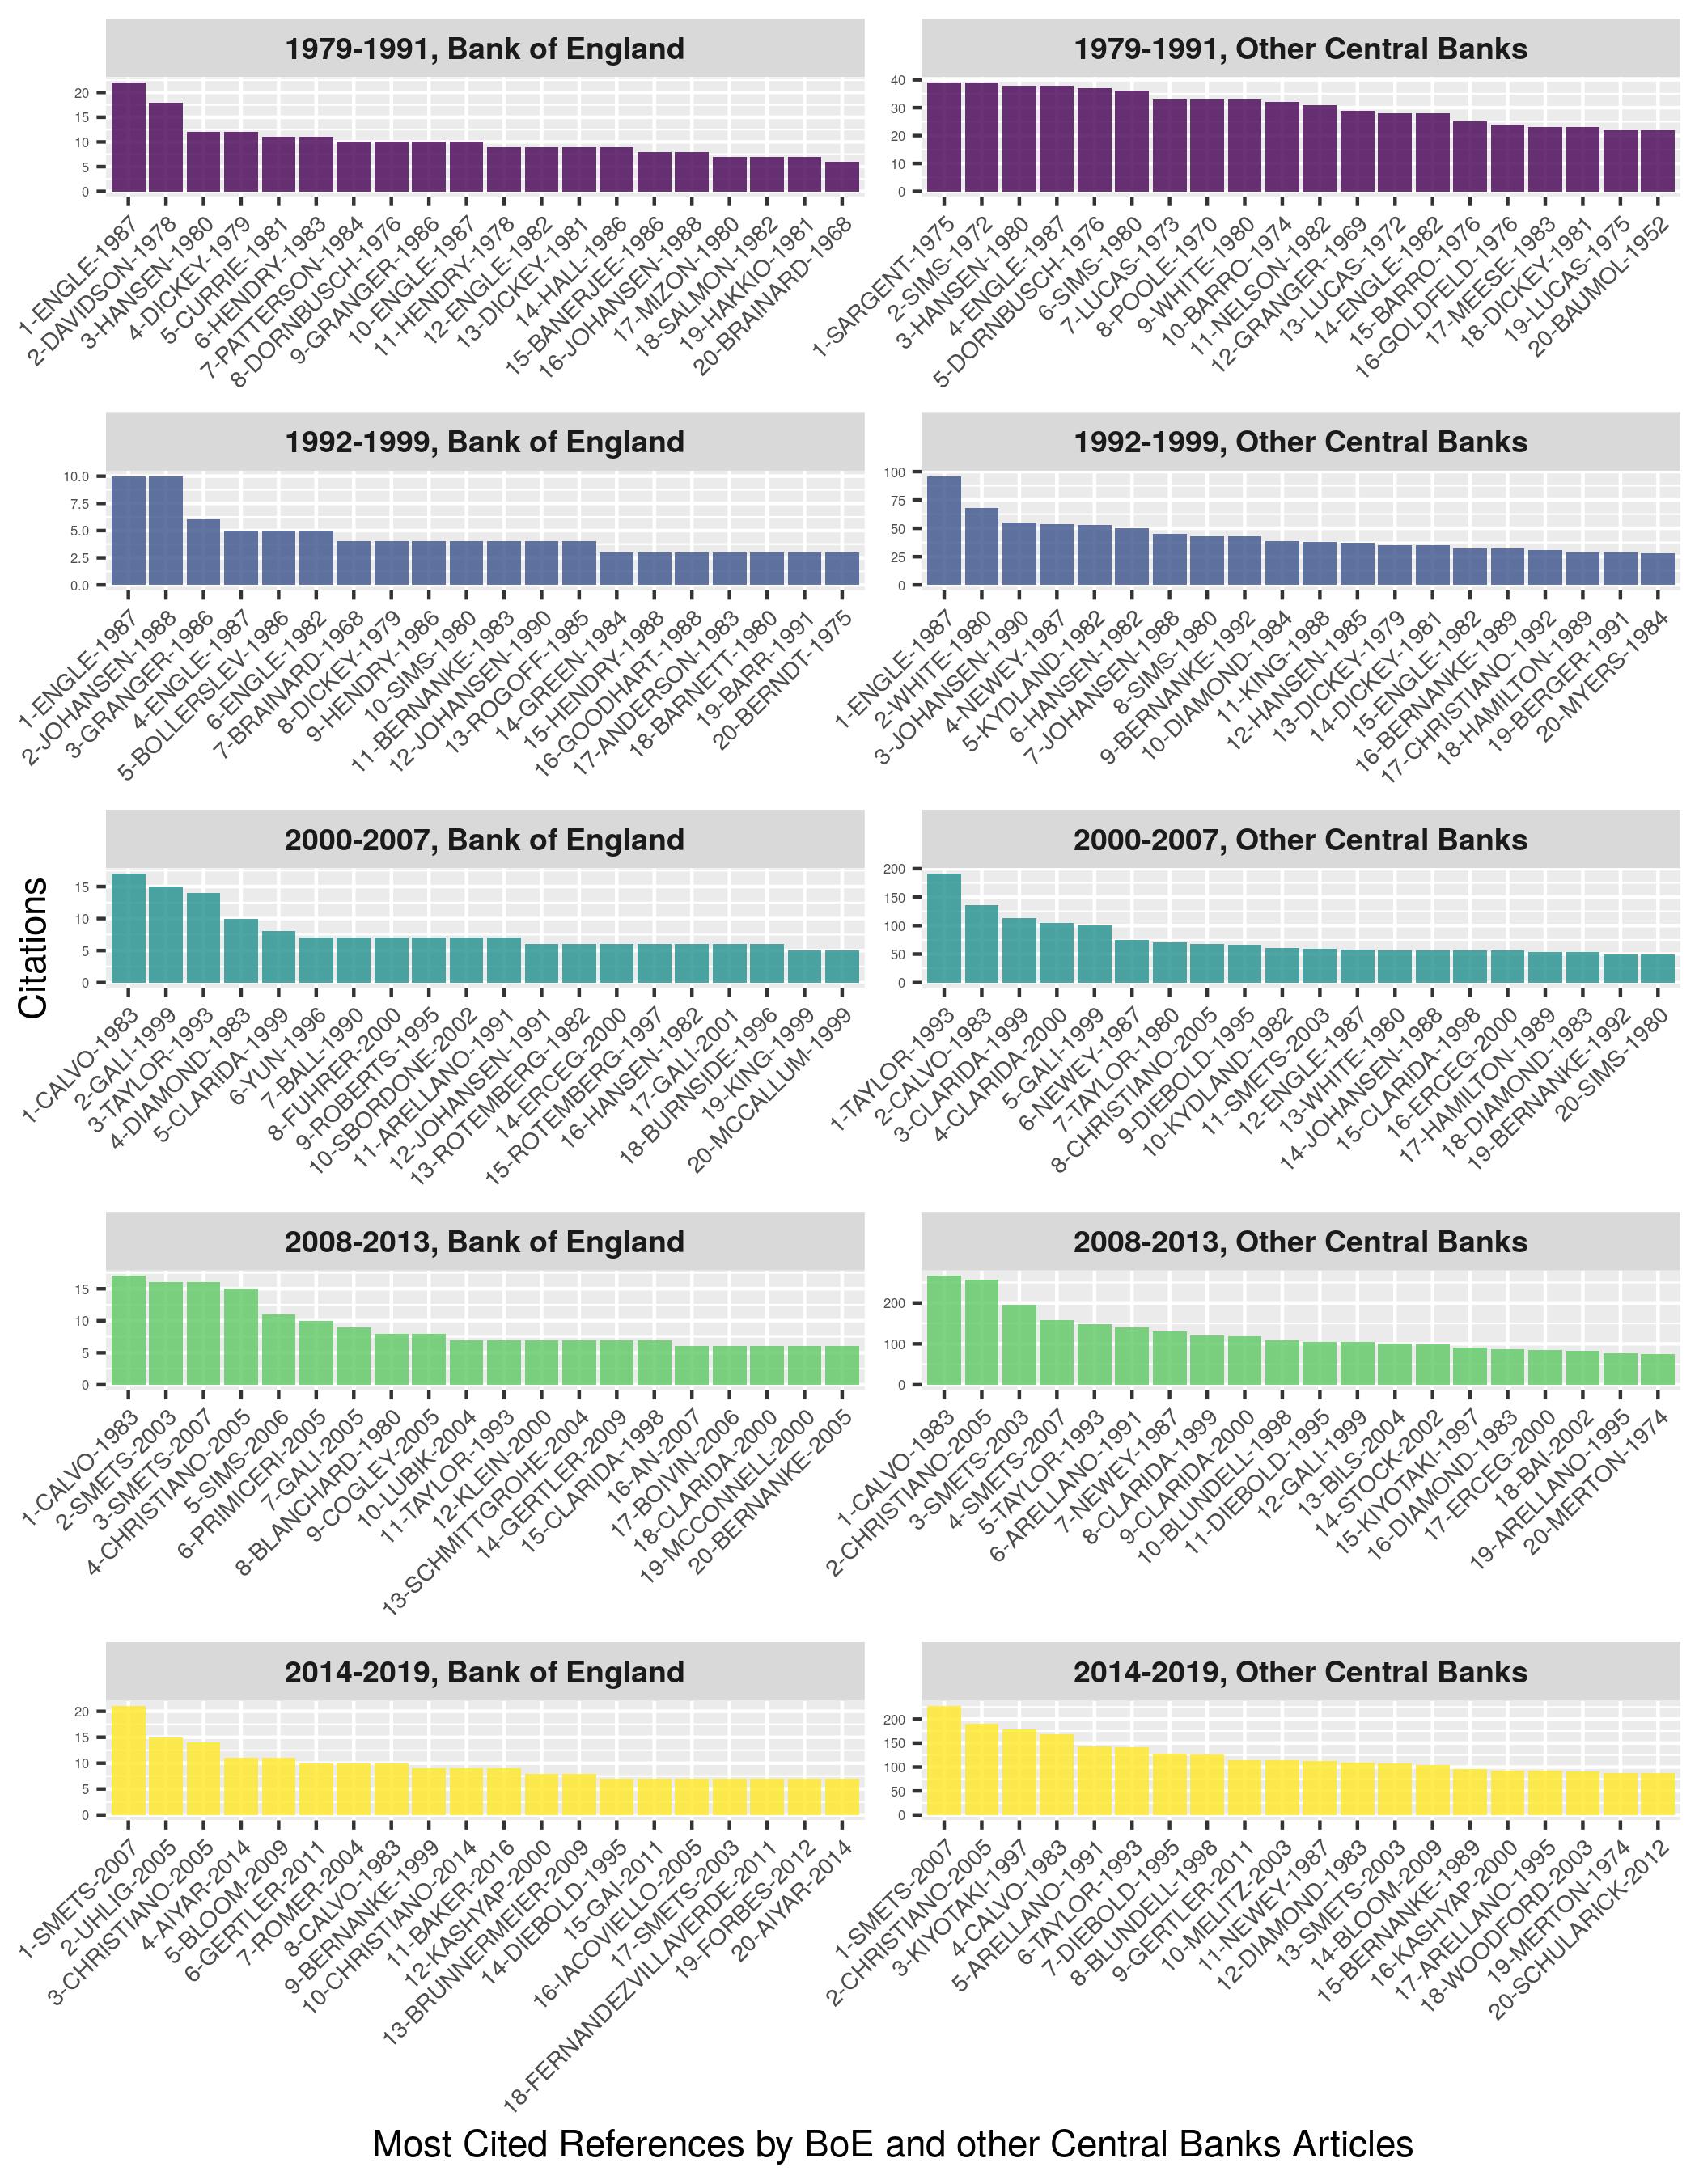 1979-1991, Bank of England
20
15
10
5
0
1-ENGLE-1987
2-DAVIDSON-1978
3-HANSEN-1980
4-DICKEY-1979
5-CURRIE-1981
6-HENDRY-1983
7-PATTERSON-1984
8-DORNBUSCH-1976
9-GRANGER-1986
10-ENGLE-1987
11-HENDRY-1978
12-ENGLE-1982
13-DICKEY-1981
14-HALL-1986
15-BANERJEE-1986
16-JOHANSEN-1988
17-MIZON-1980
18-SALMON-1982
19-HAKKIO-1981
20-BRAINARD-1968
1979-1991, Other Central Banks
40
30
20
10
0
1-SARGENT-1975
2-SIMS-1972
3-HANSEN-1980
4-ENGLE-1987
5-DORNBUSCH-1976
6-SIMS-1980
7-LUCAS-1973
8-POOLE-1970
9-WHITE-1980
10-BARRO-1974
11-NELSON-1982
12-GRANGER-1969
13-LUCAS-1972
14-ENGLE-1982
15-BARRO-1976
16-GOLDFELD-1976
17-MEESE-1983
18-DICKEY-1981
19-LUCAS-1975
20-BAUMOL-1952
1992-1999, Bank of England
10.0
7.5
5.0
2.5
0.0
1-ENGLE-1987
2-JOHANSEN-1988
3-GRANGER-1986
4-ENGLE-1987
5-BOLLERSLEV-1986
6-ENGLE-1982
7-BRAINARD-1968
8-DICKEY-1979
9-HENDRY-1986
10-SIMS-1980
11-BERNANKE-1983
12-JOHANSEN-1990
13-ROGOFF-1985
14-GREEN-1984
15-HENDRY-1988
16-GOODHART-1988
17-ANDERSON-1983
18-BARNETT-1980
19-BARR-1991
20-BERNDT-1975
1992-1999, Other Central Banks
100
75
50
25
0
1-ENGLE-1987
2-WHITE-1980
3-JOHANSEN-1990
4-NEWEY-1987
5-KYDLAND-1982
6-HANSEN-1982
7-JOHANSEN-1988
8-SIMS-1980
9-BERNANKE-1992
10-DIAMOND-1984
11-KING-1988
12-HANSEN-1985
13-DICKEY-1979
14-DICKEY-1981
15-ENGLE-1982
16-BERNANKE-1989
17-CHRISTIANO-1992
18-HAMILTON-1989
19-BERGER-1991
20-MYERS-1984
Citations
2000-2007, Bank of England
15
10
5
0
1-CALVO-1983
2-GALI-1999
3-TAYLOR-1993
4-DIAMOND-1983
5-CLARIDA-1999
6-YUN-1996
7-BALL-1990
8-FUHRER-2000
9-ROBERTS-1995
10-SBORDONE-2002
11-ARELLANO-1991
12-JOHANSEN-1991
13-ROTEMBERG-1982
14-ERCEG-2000
15-ROTEMBERG-1997
16-HANSEN-1982
17-GALI-2001
18-BURNSIDE-1996
19-KING-1999
20-MCCALLUM-1999
2000-2007, Other Central Banks
200
150
100
50
0
1-TAYLOR-1993
2-CALVO-1983
3-CLARIDA-1999
4-CLARIDA-2000
5-GALI-1999
6-NEWEY-1987
7-TAYLOR-1980
8-CHRISTIANO-2005
9-DIEBOLD-1995
10-KYDLAND-1982
11-SMETS-2003
12-ENGLE-1987
13-WHITE-1980
14-JOHANSEN-1988
15-CLARIDA-1998
16-ERCEG-2000
17-HAMILTON-1989
18-DIAMOND-1983
19-BERNANKE-1992
20-SIMS-1980
2008-2013, Bank of England
15
10
5
0
1-CALVO-1983
2-SMETS-2003
3-SMETS-2007
4-CHRISTIANO-2005
5-SIMS-2006
6-PRIMICERI-2005
7-GALI-2005
8-BLANCHARD-1980
9-COGLEY-2005
10-LUBIK-2004
11-TAYLOR-1993
12-KLEIN-2000
13-SCHMITTGROHE-2004
14-GERTLER-2009
15-CLARIDA-1998
16-AN-2007
17-BOIVIN-2006
18-CLARIDA-2000
19-MCCONNELL-2000
20-BERNANKE-2005
2008-2013, Other Central Banks
200
100
0
1-CALVO-1983
2-CHRISTIANO-2005
3-SMETS-2003
4-SMETS-2007
5-TAYLOR-1993
6-ARELLANO-1991
7-NEWEY-1987
8-CLARIDA-1999
9-CLARIDA-2000
10-BLUNDELL-1998
11-DIEBOLD-1995
12-GALI-1999
13-BILS-2004
14-STOCK-2002
15-KIYOTAKI-1997
16-DIAMOND-1983
17-ERCEG-2000
18-BAI-2002
19-ARELLANO-1995
20-MERTON-1974
2014-2019, Bank of England
20
15
10
5
0
1-SMETS-2007
2-UHLIG-2005
3-CHRISTIANO-2005
4-AIYAR-2014
5-BLOOM-2009
6-GERTLER-2011
7-ROMER-2004
8-CALVO-1983
9-BERNANKE-1999
10-CHRISTIANO-2014
11-BAKER-2016
12-KASHYAP-2000
13-BRUNNERMEIER-2009
14-DIEBOLD-1995
15-GAI-2011
16-IACOVIELLO-2005
17-SMETS-2003
18-FERNANDEZVILLAVERDE-2011
19-FORBES-2012
20-AIYAR-2014
2014-2019, Other Central Banks
200
150
100
50
0
1-SMETS-2007
2-CHRISTIANO-2005
3-KIYOTAKI-1997
4-CALVO-1983
5-ARELLANO-1991
6-TAYLOR-1993
7-DIEBOLD-1995
8-BLUNDELL-1998
9-GERTLER-2011
10-MELITZ-2003
11-NEWEY-1987
12-DIAMOND-1983
13-SMETS-2003
14-BLOOM-2009
15-BERNANKE-1989
16-KASHYAP-2000
17-ARELLANO-1995
18-WOODFORD-2003
19-MERTON-1974
20-SCHULARICK-2012
Most Cited References by BoE and other Central Banks Articles